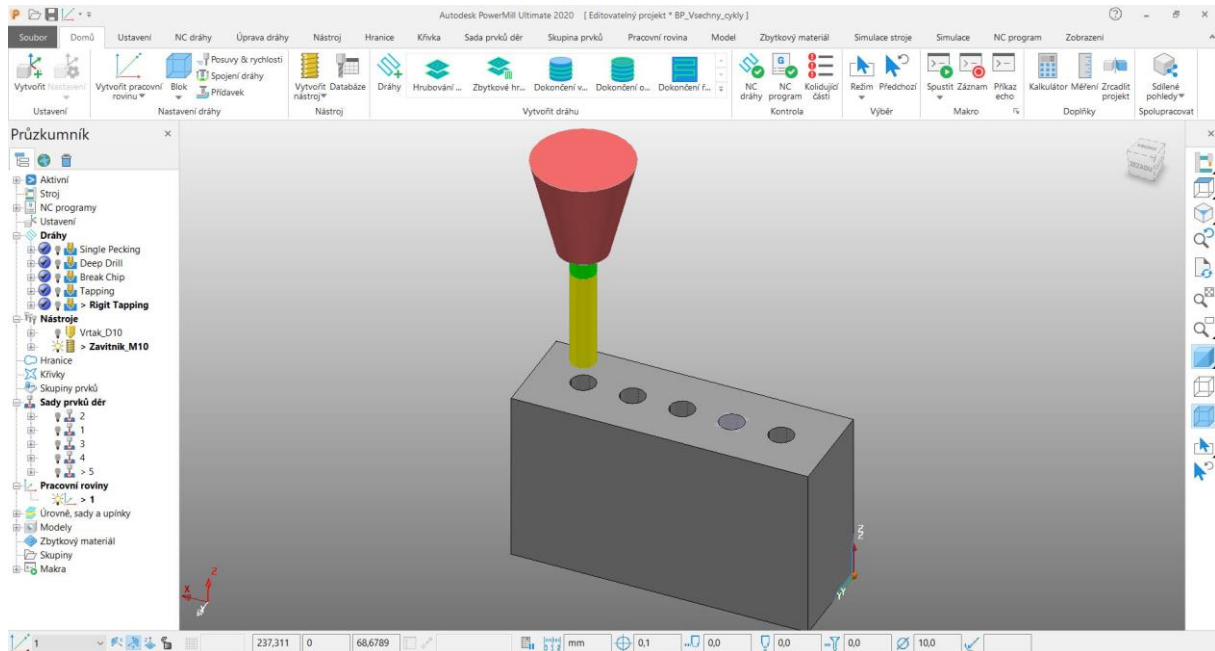 Autodesk PowerMill Ultimate 2020 [ Editovatelný projekt * BP_Vsechny_cykly ]
Soubor Domů Ustavení NC dráhy Úprava dráhy Nástroj Hranice Křivka Sada prvků děr Skupina prvků Pracovní rovina Model Zbytkový materiál Simulace stroje Simulace NC program Zobrazení
Vytvořit Nastavení
Vytvořit pracovní rovinu
Blok
Posuvy & rychlosti
Spojení dráhy
Přídavek
Vytvořit nástroj
Databáze nástrojů
Dráhy
Hrubování ...
Zbytkové hr...
Dokončení v...
Dokončení o...
Dokončení ř...
NC dráhy
NC program
Kolidující části
Režim Předchozí
Spustit Záznam Příkaz echo
Kalkulátor Měření Zrcadlit projekt
Sdílené pohledy
Ustavení Nastavení dráhy Nástroj Vytvořit dráhu Kontrola Výběr Makro Doplňky Spolupracovat
Průzkumník
Aktivní
Stroj
NC programy
Ustavení
Dráhy
Single Pecking
Deep Drill
Break Chip
Tapping
> Rigit Tapping
Nástroje
Vrtak_D10
> Zavitnik_M10
Hranice
Křivky
Skupiny prvků
Sady prvků děr
2
1
3
4
> 5
Pracovní roviny
> 1
Úrovně, sady a upínky
Modely
Zbytkový materiál
Skupiny
Makra
Z
X
Z
Z
Y
1 237,311 0 68,6789 mm 0,1 0,0 0,0 0,0 10,0